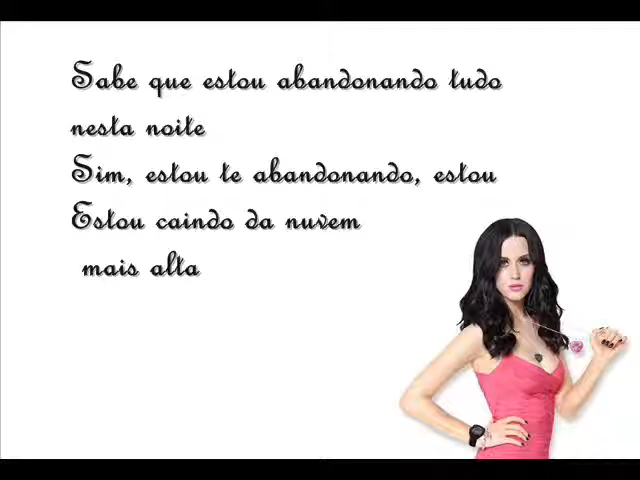 Sabe que estou abandonando tudo
nesta noite
Sim, estou te abandonando, estou
Estou caindo da nuvem
mais alta